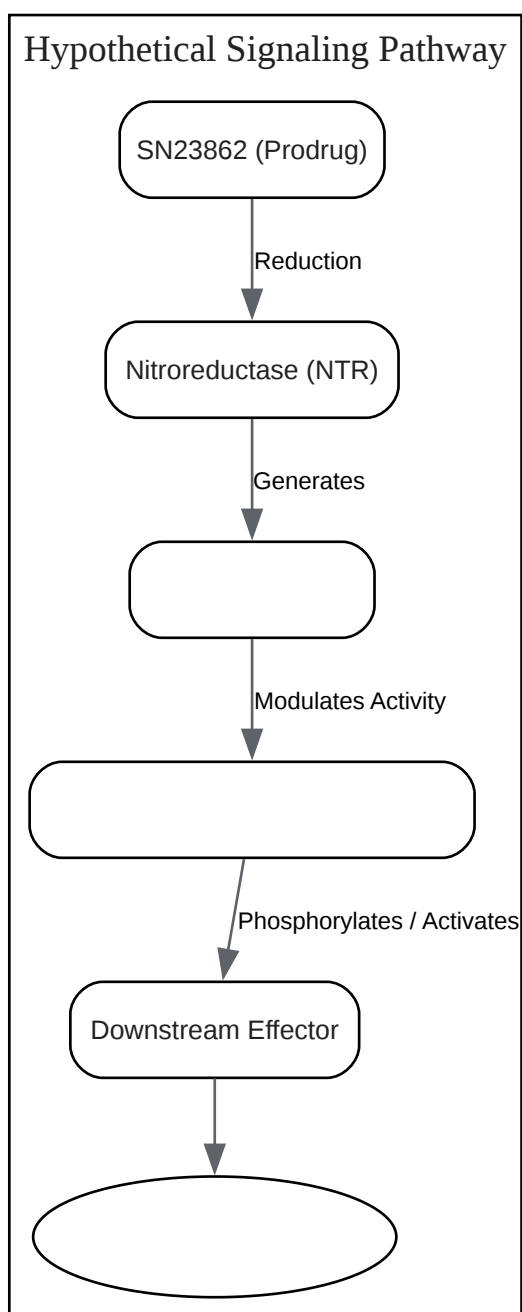 Hypothetical Signaling Pathway
SN23862 (Prodrug)
Reduction
Nitroreductase (NTR)
Generates
Modulates Activity
Phosphorylates / Activates
Downstream Effector